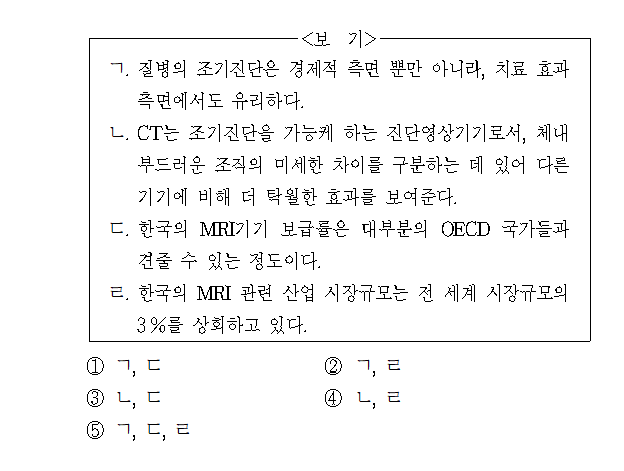 <보 기>
ㄱ. 질병의 조기진단은 경제적 측면 뿐만 아니라, 치료 효과
측면에서도 유리하다.
ㄴ. CT는 조기진단을 가능케 하는 진단영상기기로서, 체내
부드러운 조직의 미세한 차이를 구분하는 데 있어 다른
기기에 비해 더 탁월한 효과를 보여준다.
ㄷ. 한국의 MRI기기 보급률은 대부분의 OECD 국가들과
견줄 수 있는 정도이다.
ㄹ. 한국의 MRI 관련 산업 시장규모는 전 세계 시장규모의
3%를 상회하고 있다.
① ㄱ, ㄷ ② ㄱ, ㄹ
③ ㄴ, ㄷ ④ ㄴ, ㄹ
⑤ ㄱ, ㄷ, ㄹ